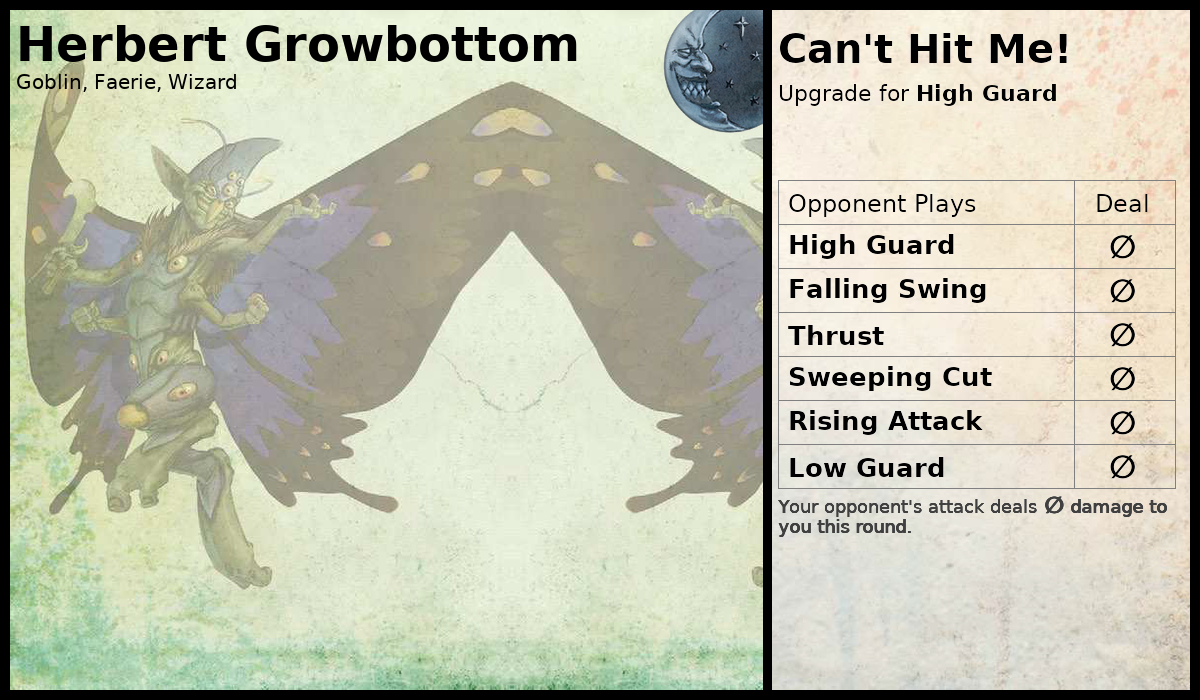 Herbert Growbottom
Goblin, Faerie, Wizard
Can't Hit Me!
Upgrade for High Guard
Opponent Plays Deal
High Guard ∅
Falling Swing ∅
Thrust ∅
Sweeping Cut ∅
Rising Attack ∅
Low Guard ∅
Your opponent's attack deals ∅ damage to
you this round.